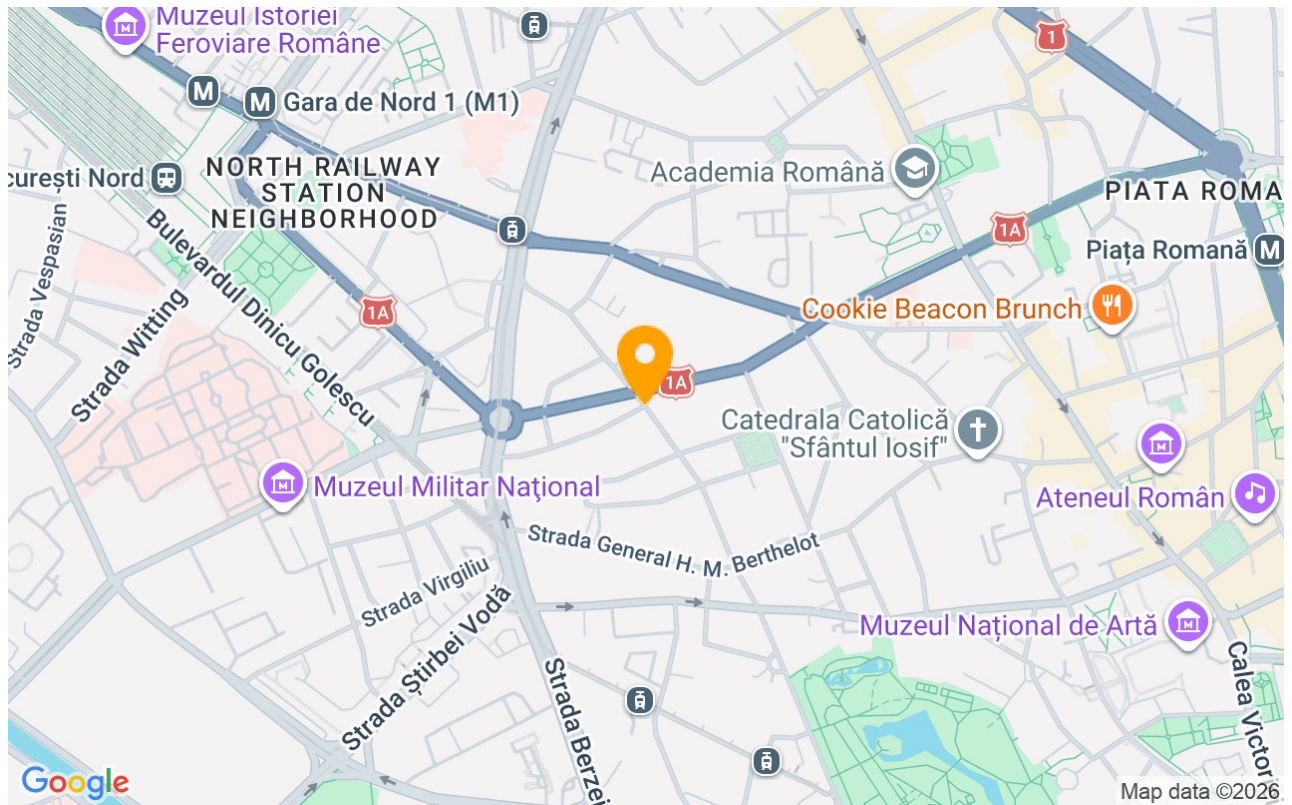 Muzeul Istoriei
Feroviare Române
1
M
M Gara de Nord 1 (M1)
Academia Română
curești Nord
NORTH RAILWAY
STATION
NEIGHBORHOOD
PIATA ROMA
1A
Piața Romană M
Strada Vespasian
Bulevardul Dinicu Golescu
Strada Witting
1A
Cookie Beacon Brunch
1A
Catedrala Catolică
"Sfântul Iosif"
Muzeul Militar Național
Ateneul Român
Strada General H. M. Berthelot
Strada Virgiliu
Strada Știrbei Vodă
Muzeul Național de Artă
Strada Berzei
Calea Victori
Google
Map data ©2026